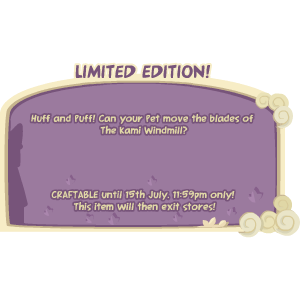 LIMITED EDITION!
Huff and Puff! Can your Pet move the blades of
The Kami Windmill?
CRAFTABLE until 15th July, 11:59pm only!
This item will then exit stores!